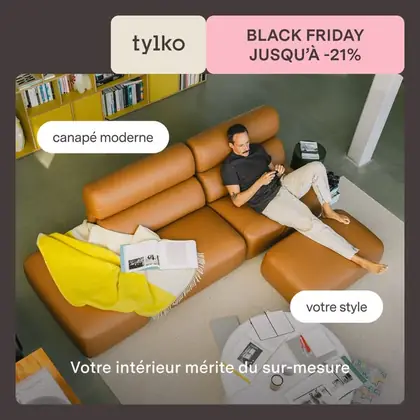 tylko
BLACK FRIDAY
JUSQU'À -21%
canapé moderne
votre style
Votre intérieur mérite du sur-mesure